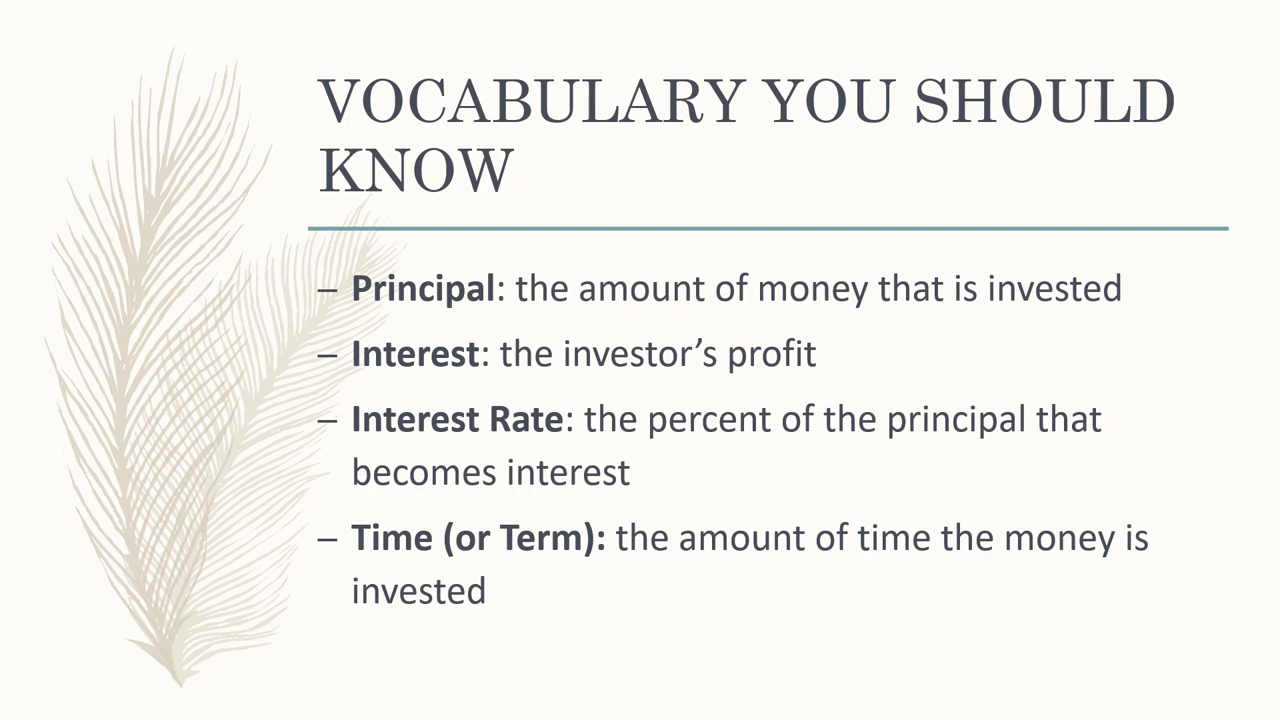 VOCABULARY YOU SHOULD
KNOW
– Principal: the amount of money that is invested
– Interest: the investor’s profit
– Interest Rate: the percent of the principal that
becomes interest
– Time (or Term): the amount of time the money is
invested